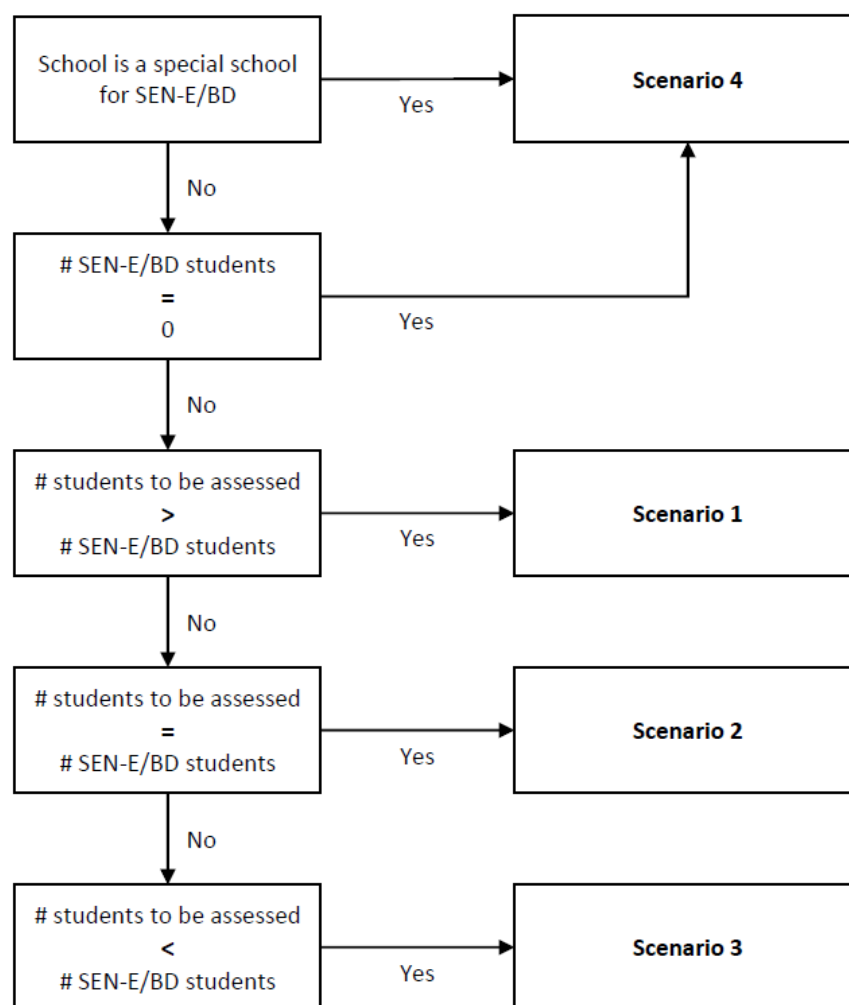 School is a special school
for SEN-E/BD
Yes
Scenario 4
No
# SEN-E/BD students
=
0
Yes
No
# students to be assessed
>
# SEN-E/BD students
Yes
Scenario 1
No
# students to be assessed
=
# SEN-E/BD students
Yes
Scenario 2
No
# students to be assessed
<
# SEN-E/BD students
Yes
Scenario 3